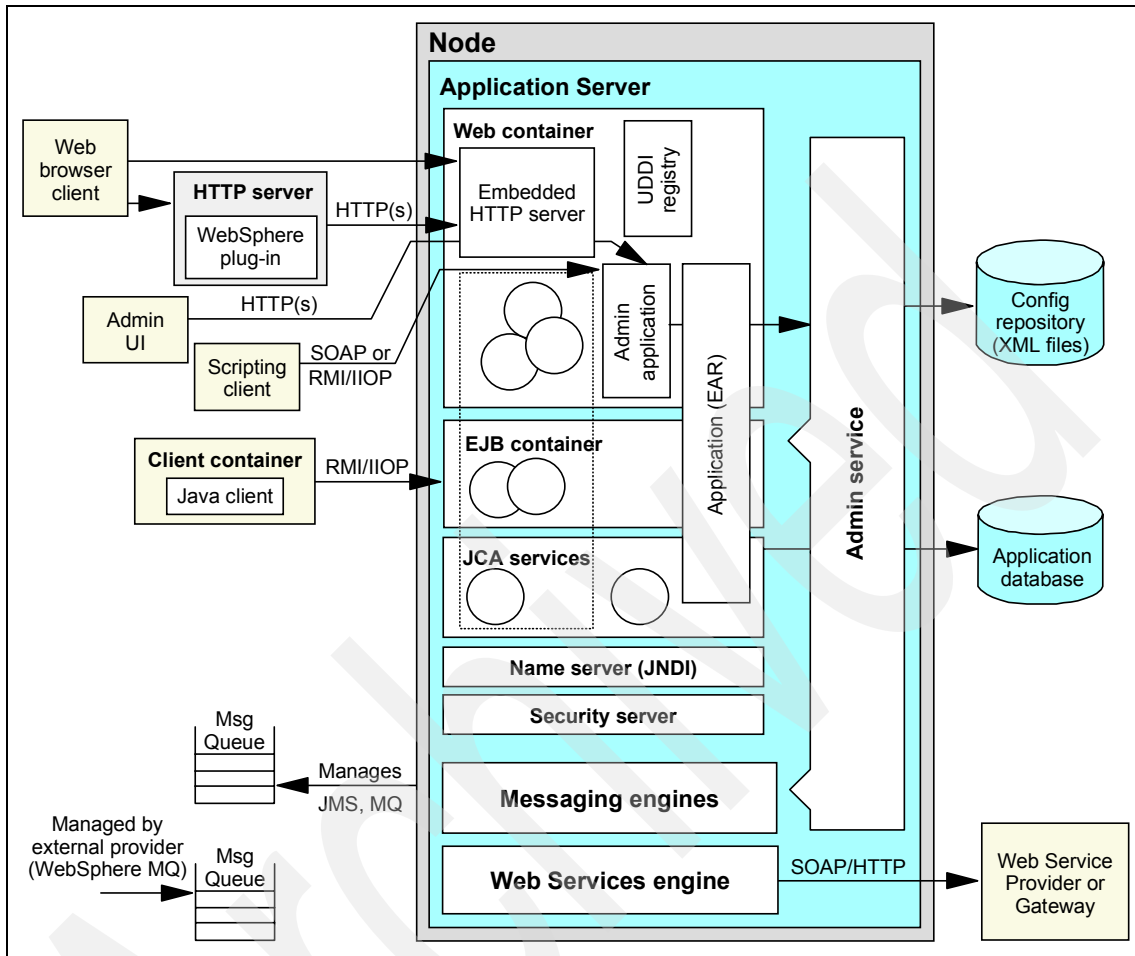 Node
Application Server
Web container
Web
browser
client
HTTP server
WebSphere
plug-in
HTTP(s)
Embedded
HTTP server
UDDI
registry
Admin
UI
HTTP(s)
Scripting
client
SOAP or
RMI/IIOP
Admin
application
Application (EAR)
Admin service
Config
repository
(XML files)
Client container
Java client
RMI/IIOP
EJB container
JCA services
Application
database
Name server (JNDI)
Security server
Msg
Queue
Manages
JMS, MQ
Messaging engines
Managed by
external provider
(WebSphere MQ)
Msg
Queue
Web Services engine
SOAP/HTTP
Web Service
Provider or
Gateway
Archived